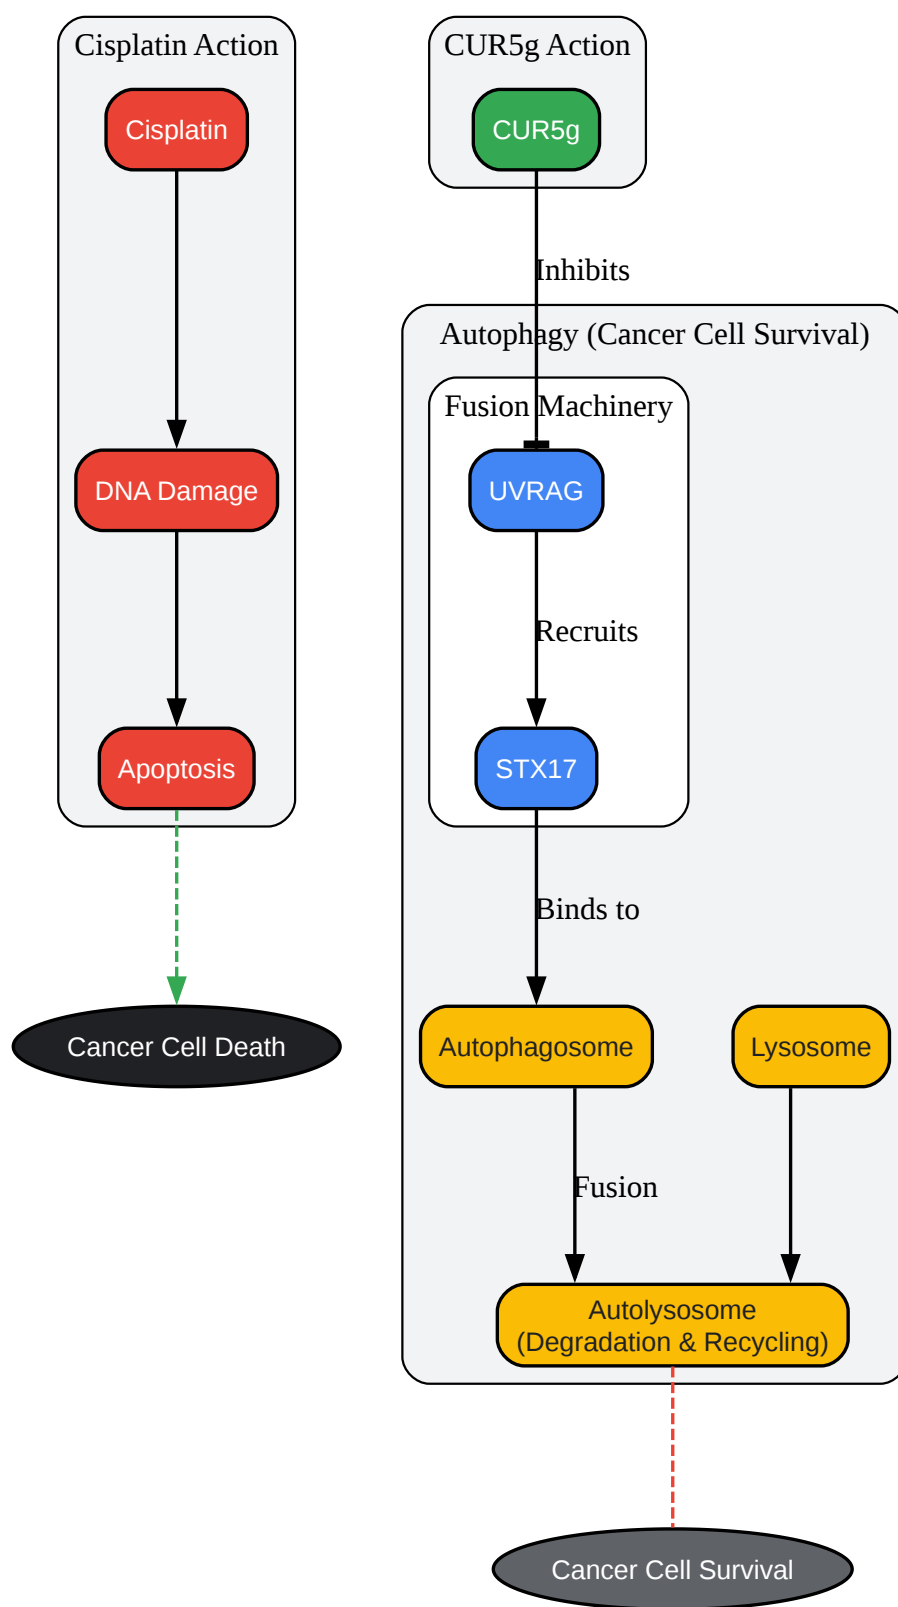 Cisplatin Action
Cisplatin
DNA Damage
Apoptosis
Cancer Cell Death
CUR5g Action
CUR5g
Inhibits
Autophagy (Cancer Cell Survival)
Fusion Machinery
UVRAG
Recruits
STX17
Binds to
Autophagosome
Lysosome
Fusion
Autolysosome
(Degradation & Recycling)
Cancer Cell Survival